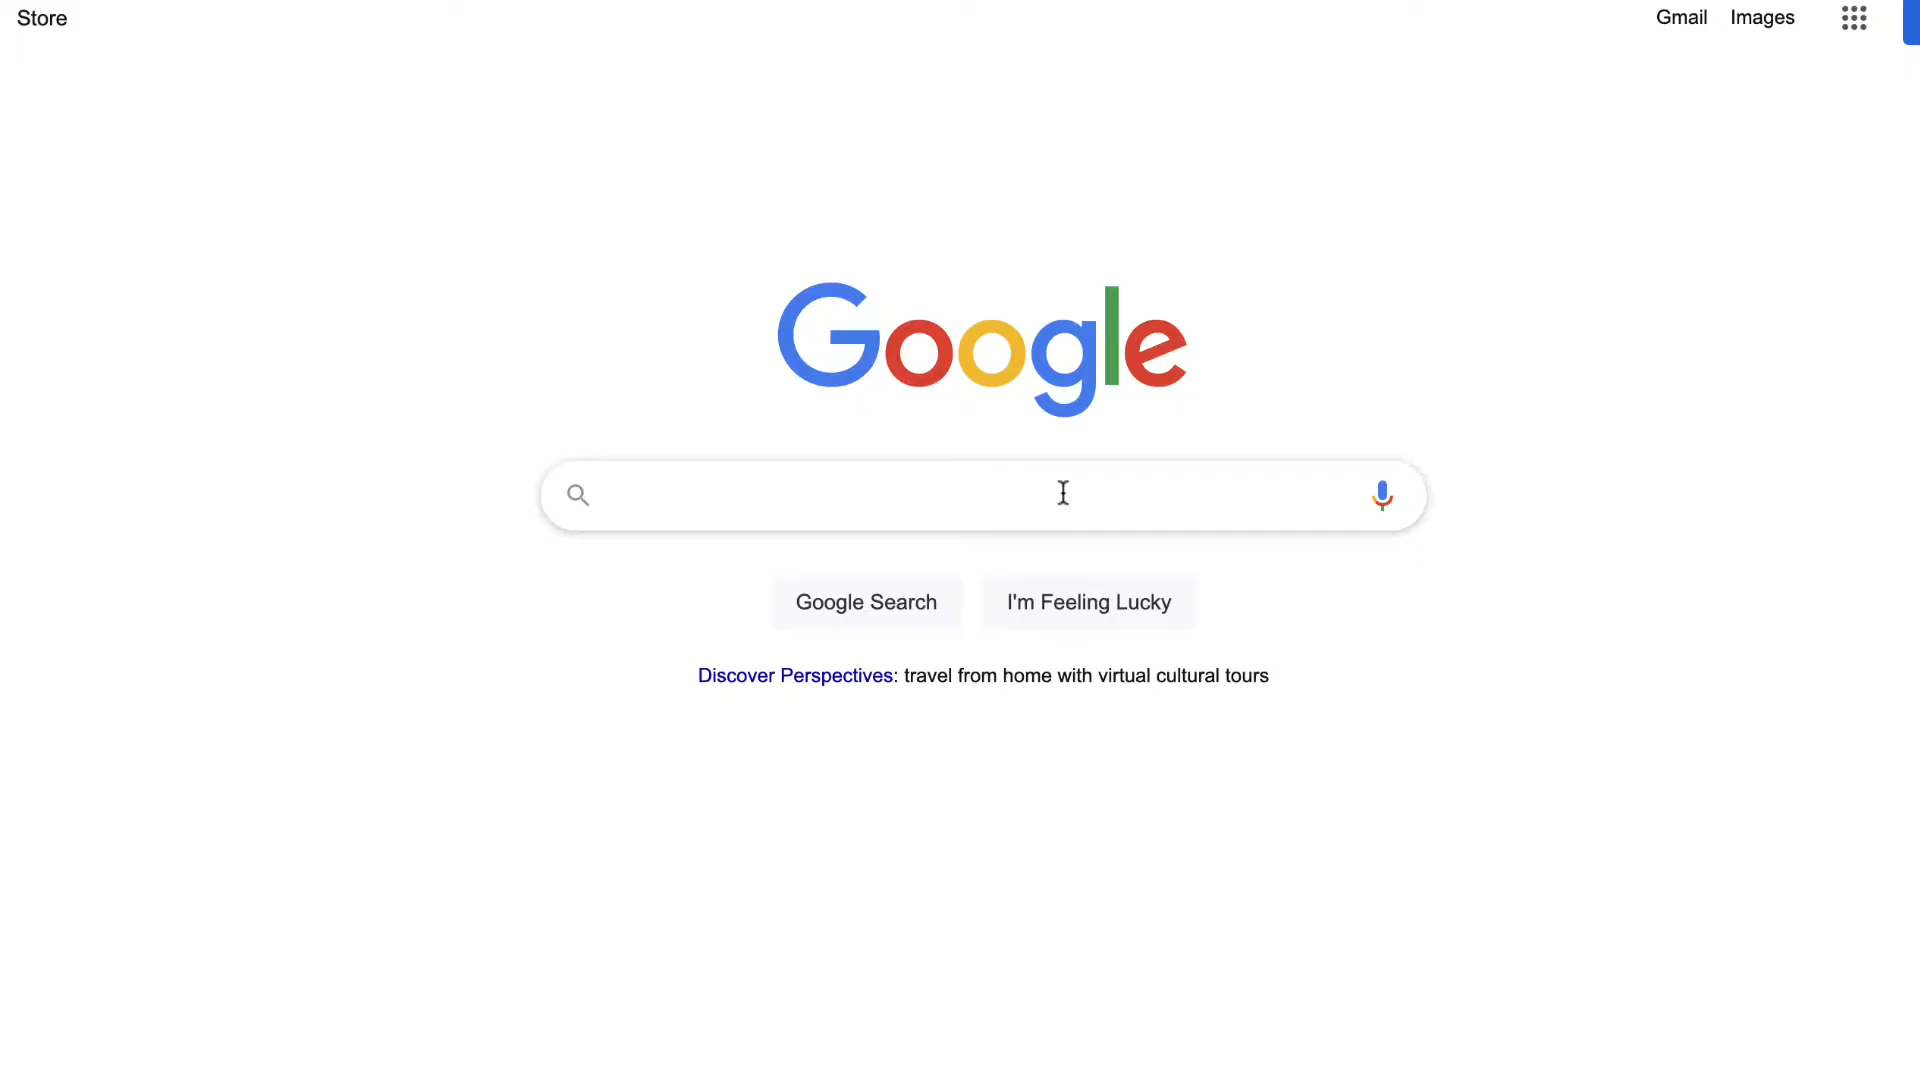 Store
Gmail Images
Google
Google Search I'm Feeling Lucky
Discover Perspectives: travel from home with virtual cultural tours